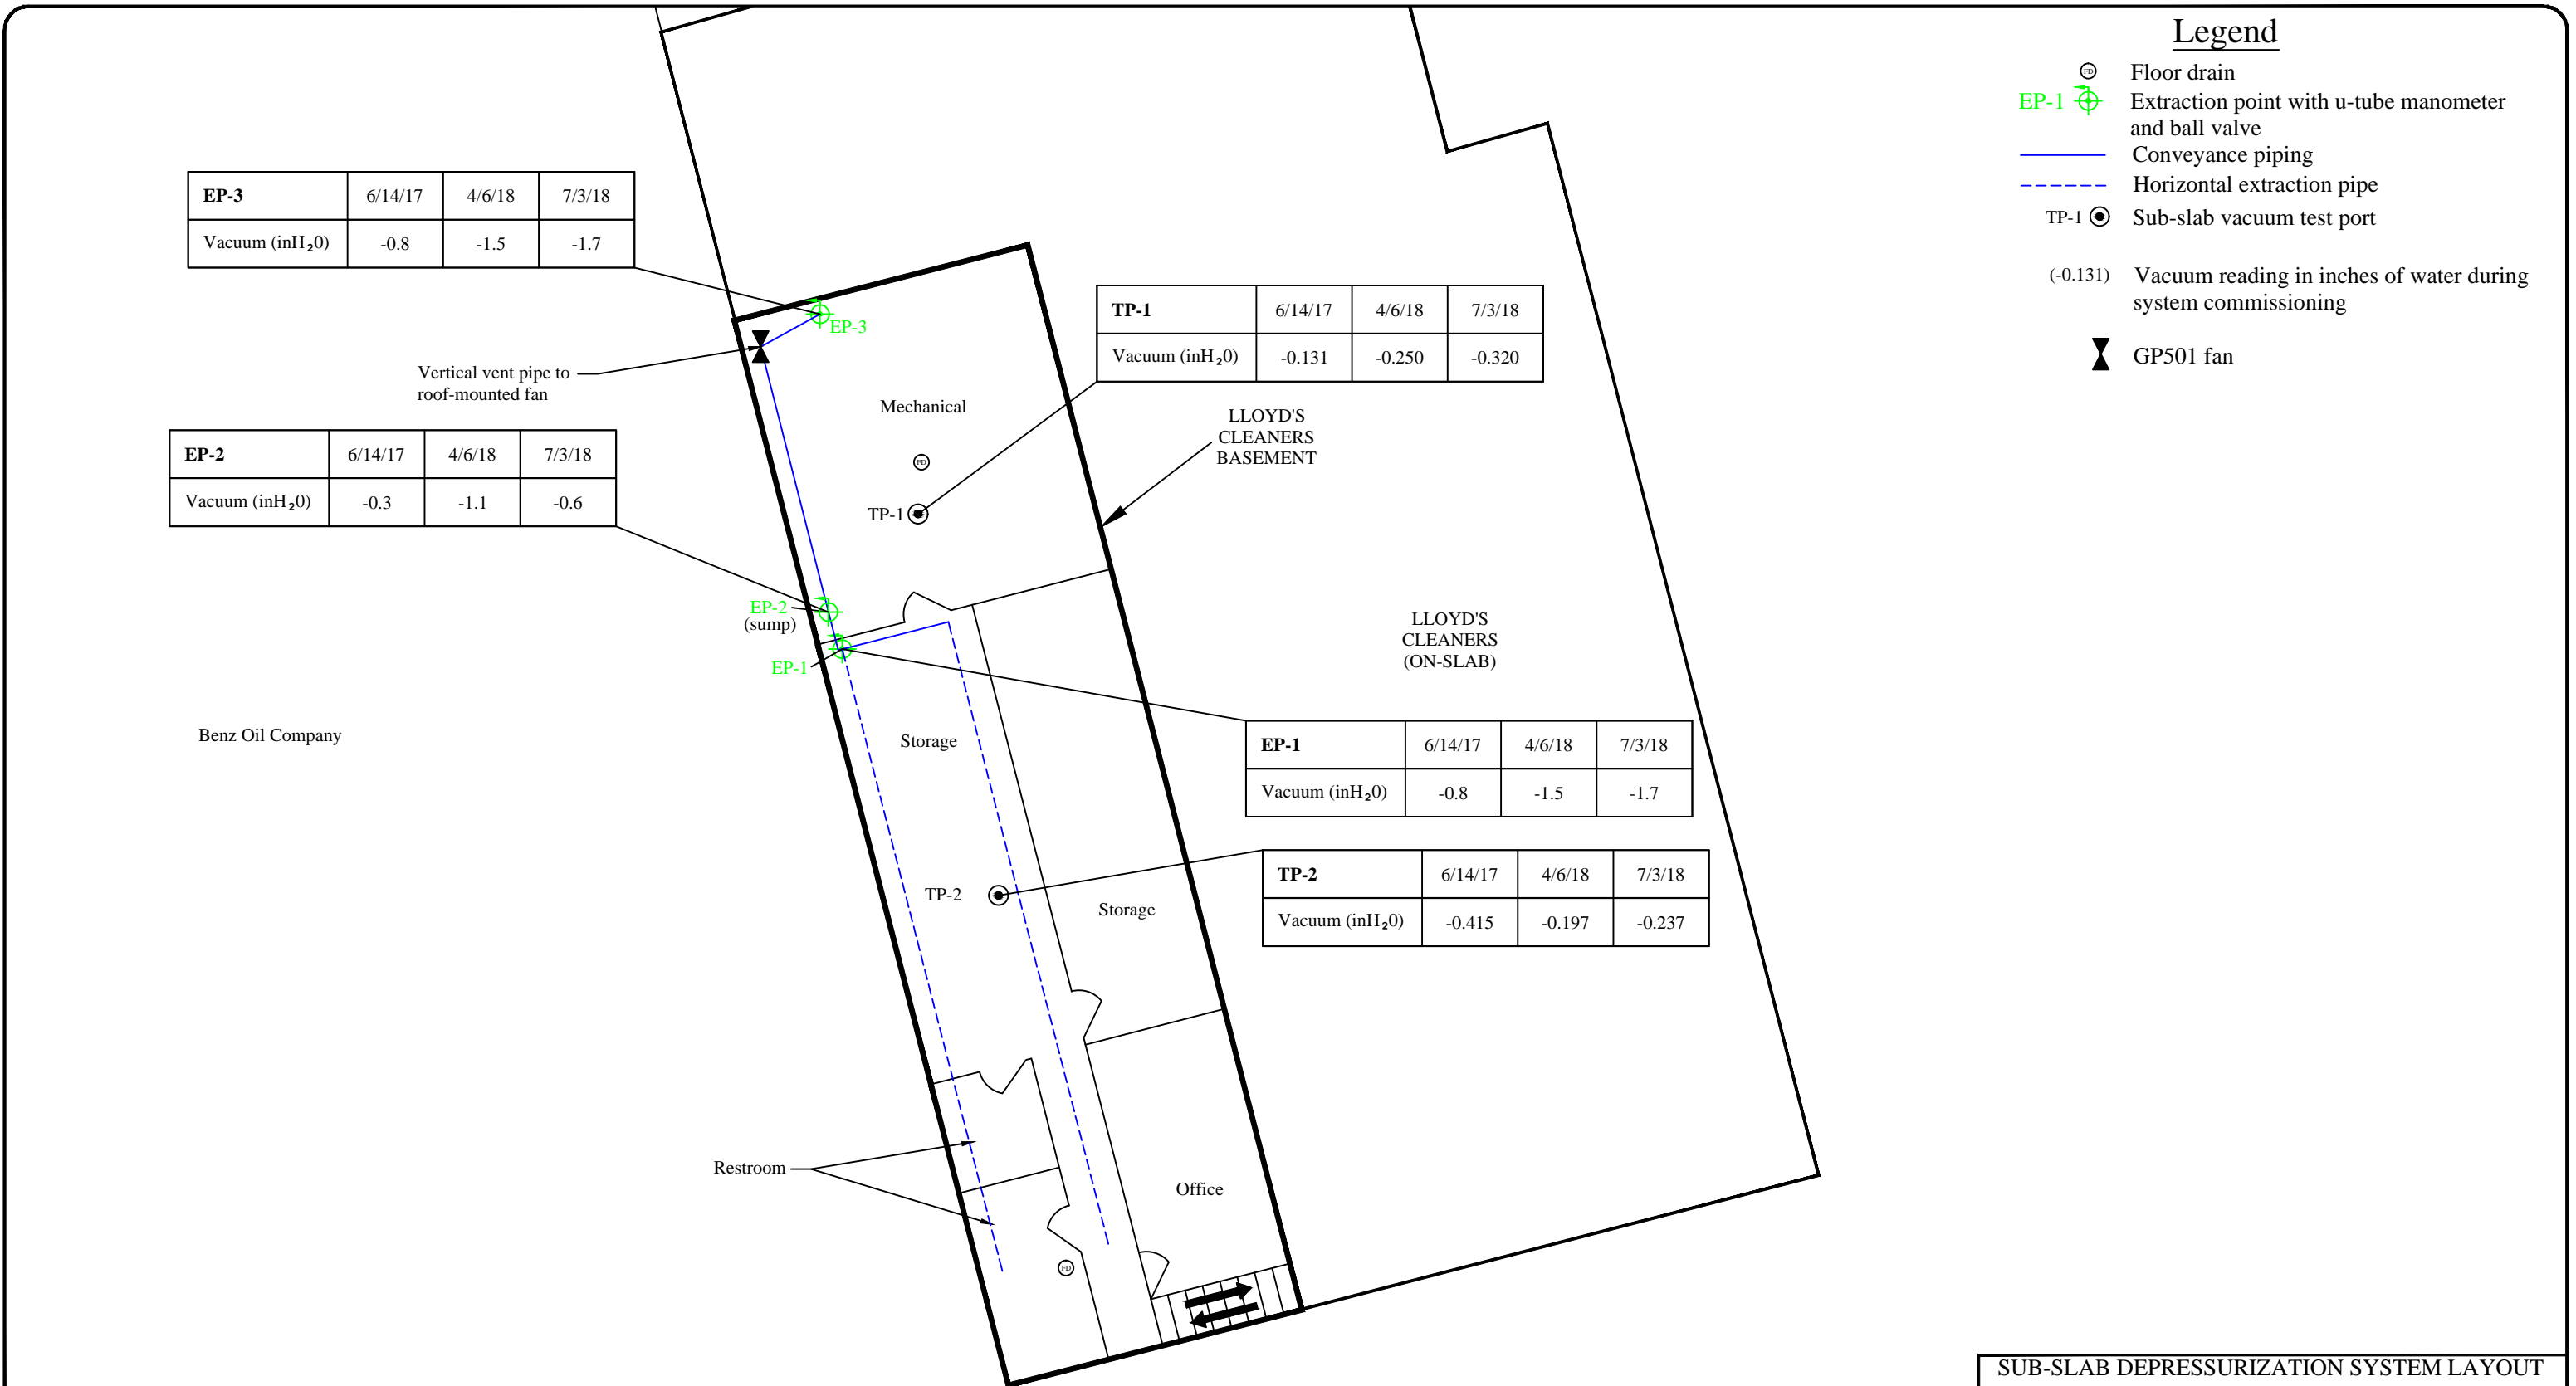 Legend
FD Floor drain
EP-1 Extraction point with u-tube manometer
and ball valve
Conveyance piping
Horizontal extraction pipe
TP-1 Sub-slab vacuum test port
(-0.131) Vacuum reading in inches of water during
system commissioning
GP501 fan
EP-3 6/14/17 4/6/18 7/3/18
Vacuum (inH₂0) -0.8 -1.5 -1.7
EP-3
TP-1 6/14/17 4/6/18 7/3/18
Vacuum (inH₂0) -0.131 -0.250 -0.320
Vertical vent pipe to
roof-mounted fan
Mechanical
LLOYD'S
CLEANERS
BASEMENT
EP-2 6/14/17 4/6/18 7/3/18
Vacuum (inH₂0) -0.3 -1.1 -0.6
FD
TP-1
EP-2
(sump)
EP-1
LLOYD'S
CLEANERS
(ON-SLAB)
Benz Oil Company
Storage
EP-1 6/14/17 4/6/18 7/3/18
Vacuum (inH₂0) -0.8 -1.5 -1.7
TP-2 6/14/17 4/6/18 7/3/18
Vacuum (inH₂0) -0.415 -0.197 -0.237
TP-2
Storage
Restroom
Office
FD
SUB-SLAB DEPRESSURIZATION SYSTEM LAYOUT